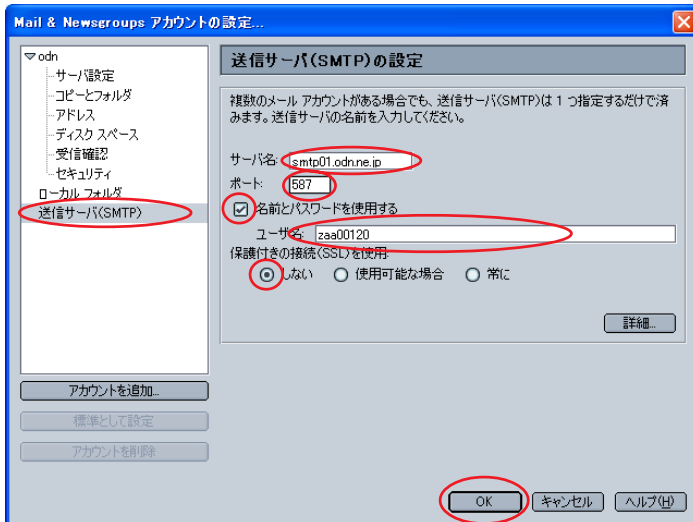 Mail & Newsgroups アカウントの設定...
odn
サーバ設定
コピーとフォルダ
アドレス
ディスク スペース
受信確認
セキュリティ
ローカル フォルダ
送信サーバ(SMTP)
アカウントを追加...
標準として設定
アカウントを削除
送信サーバ(SMTP)の設定
複数のメール アカウントがある場合でも、送信サーバ(SMTP)は 1 つ指定するだけで済
みます。送信サーバの名前を入力してください。
サーバ名: smtp01.odn.ne.jp
ポート: 587
名前とパスワードを使用する
ユーザ名: zaa00120
保護付きの接続(SSL)を使用:
しない 使用可能な場合 常に
詳細...
OK キャンセル ヘルプ(H)